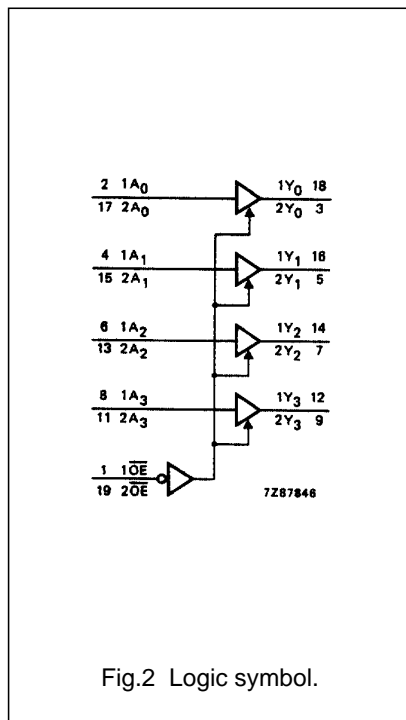 2 1A0 1Y0 18
17 2A0 2Y0 3
4 1A1 1Y1 16
15 2A1 2Y1 5
6 1A2 1Y2 14
13 2A2 2Y2 7
8 1A3 1Y3 12
11 2A3 2Y3 9
1 1O̅E̅
19 2O̅E̅
7Z87846
Fig.2 Logic symbol.